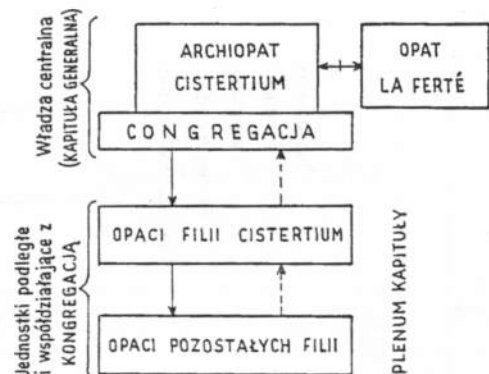 Władza centralna
(KAPITUŁA GENERALNA)
ARCHIOPAT
CISTERTIUM
OPAT
LA FERTÉ
CONGREGACJA
Jednostki podległe
i współdziałające z
KONGREGACJĄ
OPACI FILII CISTERTIUM
OPACI POZOSTAŁYCH FILII
PLENUM KAPITUŁY